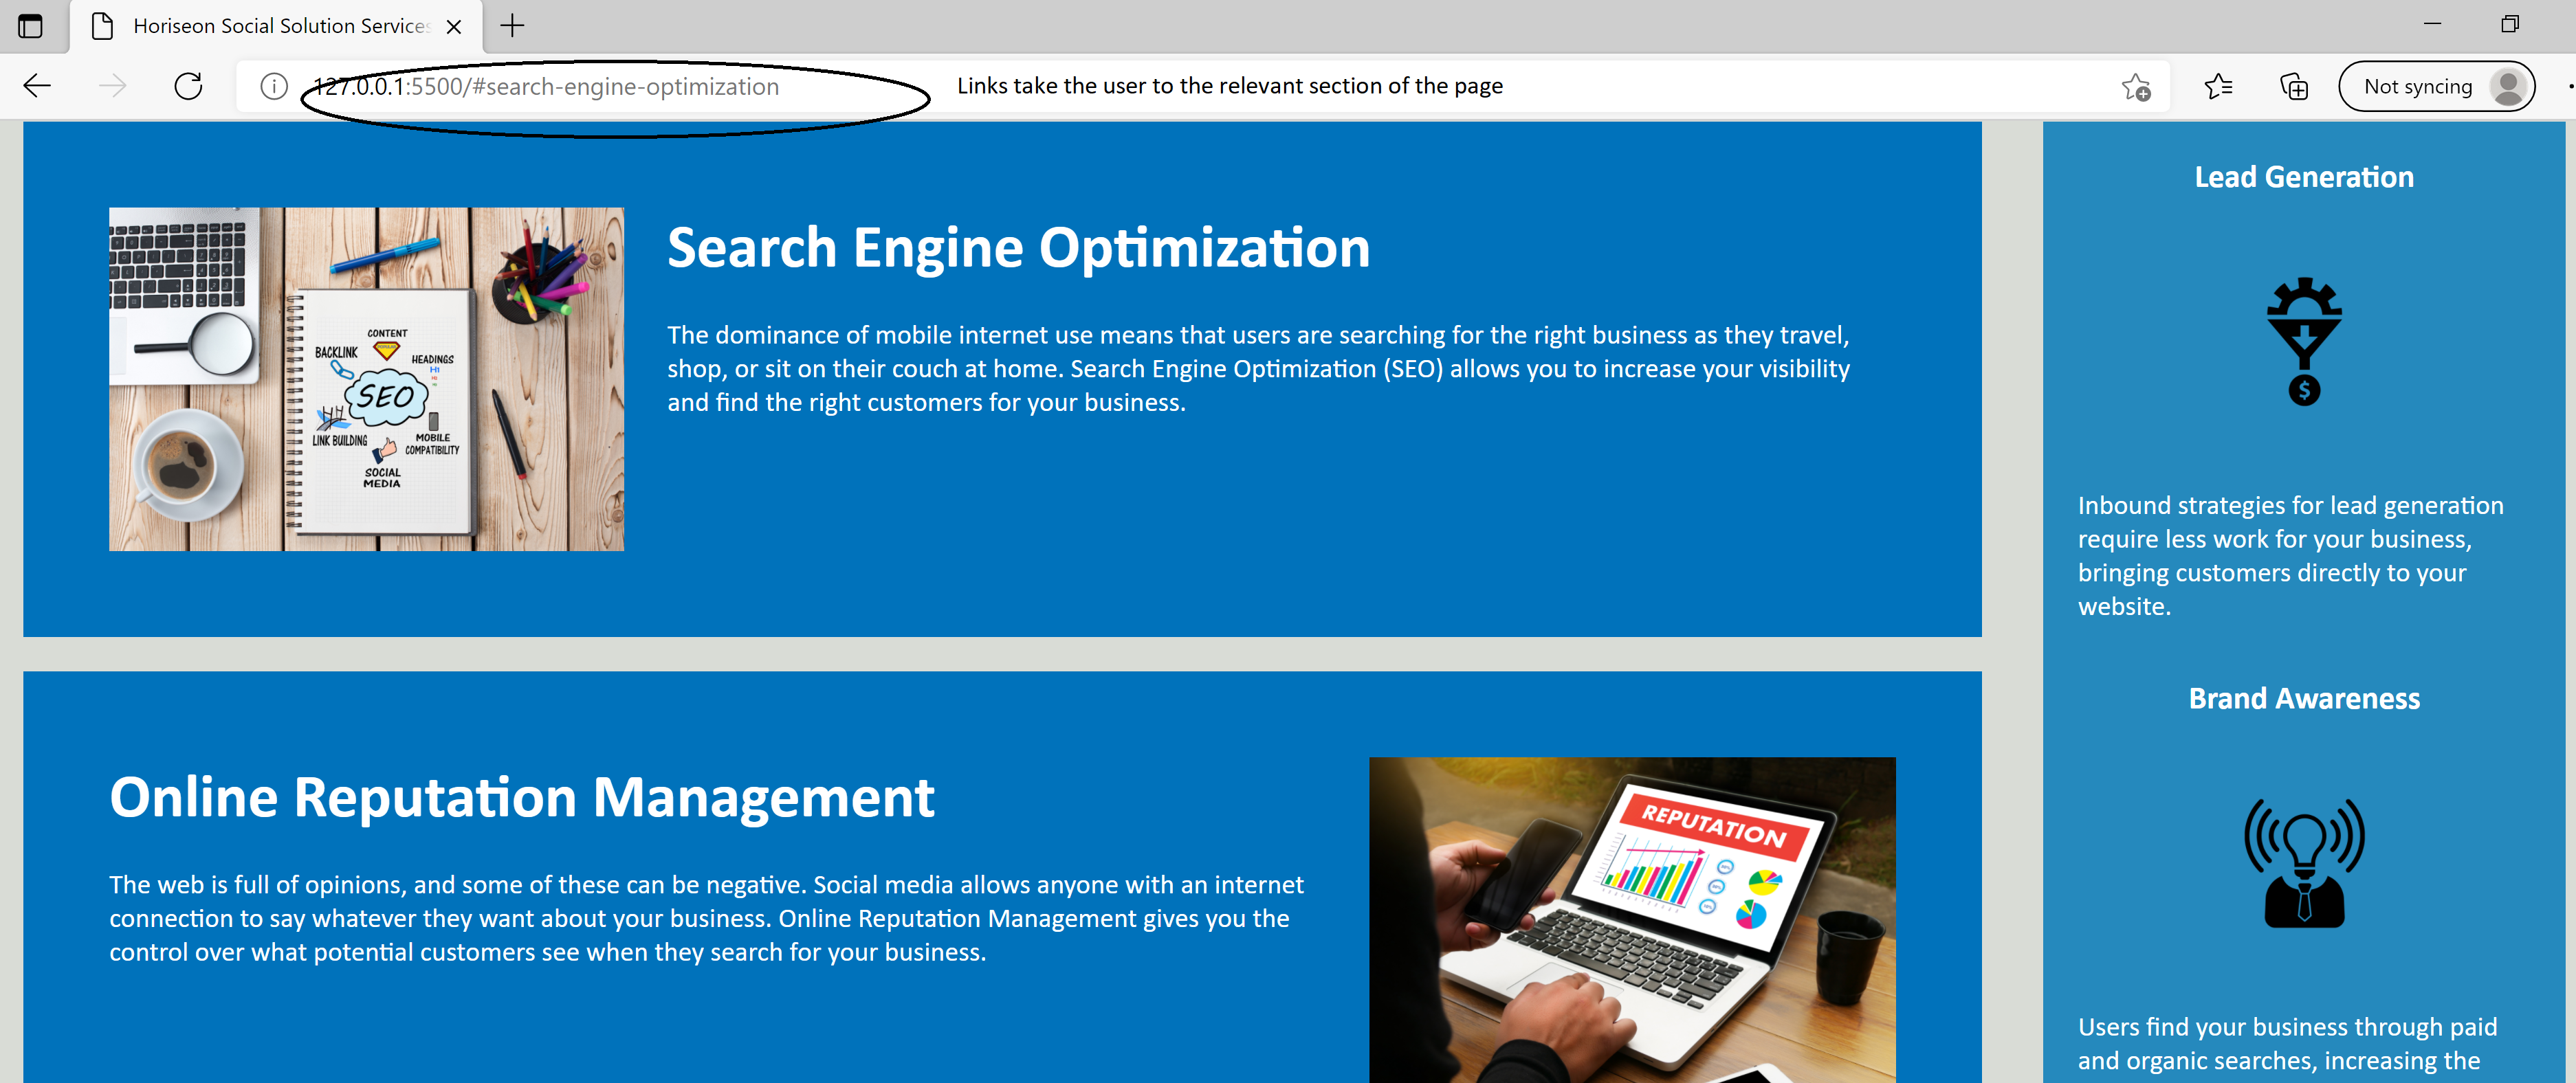 Horiseon Social Solution Services
127.0.0.1:5500/#search-engine-optimization
Links take the user to the relevant section of the page
Not syncing
Search Engine Optimization
The dominance of mobile internet use means that users are searching for the right business as they travel,
shop, or sit on their couch at home. Search Engine Optimization (SEO) allows you to increase your visibility
and find the right customers for your business.
CONTENT
BACKLINK
HEADINGS
H1
SEO
LINK BUILDING
MOBILE
COMPATIBILITY
SOCIAL
MEDIA
Online Reputation Management
The web is full of opinions, and some of these can be negative. Social media allows anyone with an internet
connection to say whatever they want about your business. Online Reputation Management gives you the
control over what potential customers see when they search for your business.
REPUTATION
Lead Generation
$
Inbound strategies for lead generation
require less work for your business,
bringing customers directly to your
website.
Brand Awareness
Users find your business through paid
and organic searches, increasing the